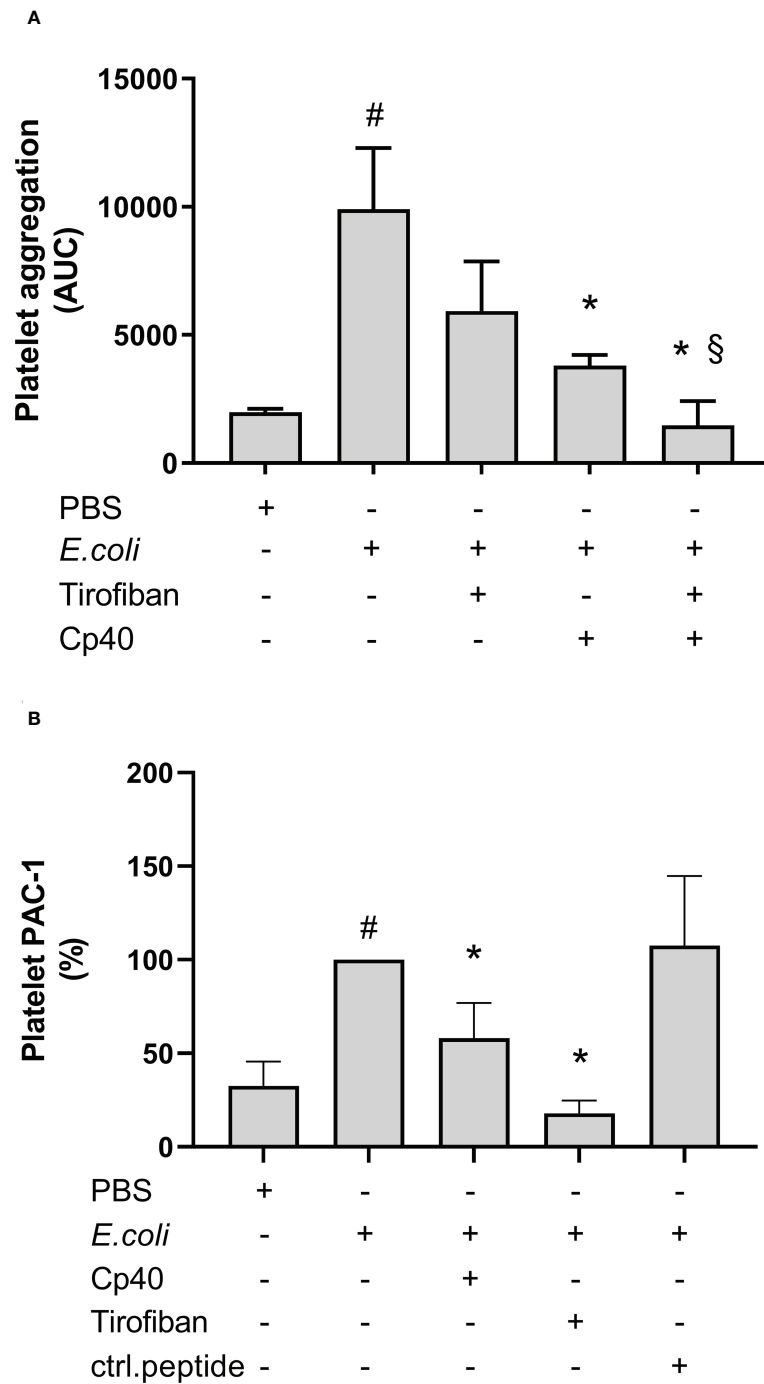 A
Platelet aggregation
(AUC)
15000
10000
5000
0
#
*
* §
PBS + - - - -
E.coli - + + + +
Tirofiban - - + - +
Cp40 - - - + +
B
Platelet PAC-1
(%)
200
150
100
50
0
#
*
*
PBS + - - - -
E.coli - + + + +
Cp40 - - + - -
Tirofiban - - - + -
ctrl.peptide - - - - +